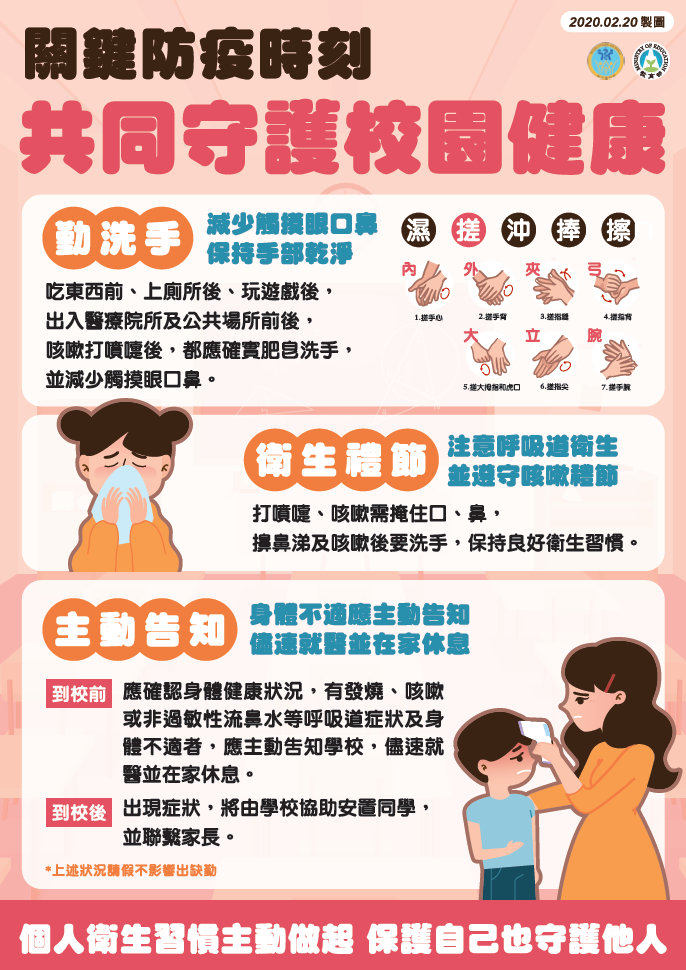 2020.02.20 製圖
MINISTRY OF EDUCATION
教育部
關鍵防疫時刻
共同守護校園健康
勤洗手
減少觸摸眼口鼻
保持手部乾淨
吃東西前、上廁所後、玩遊戲後，
出入醫療院所及公共場所前後，
咳嗽打噴嚏後，都應確實肥皂洗手，
並減少觸摸眼口鼻。
濕 搓 沖 捧 擦
內 外 夾 弓
1.搓手心 2.搓手背 3.搓指縫 4.搓指背
大 立 腕
5.搓大拇指和虎口 6.搓指尖 7.搓手腕
衛生禮節
注意呼吸道衛生
並遵守咳嗽禮節
打噴嚏、咳嗽需掩住口、鼻，
擤鼻涕及咳嗽後要洗手，保持良好衛生習慣。
主動告知
身體不適應主動告知
儘速就醫並在家休息
到校前
應確認身體健康狀況，有發燒、咳嗽
或非過敏性流鼻水等呼吸道症狀及身
體不適者，應主動告知學校，儘速就
醫並在家休息。
到校後
出現症狀，將由學校協助安置同學，
並聯繫家長。
*上述狀況請假不影響出缺勤
個人衛生習慣主動做起 保護自己也守護他人